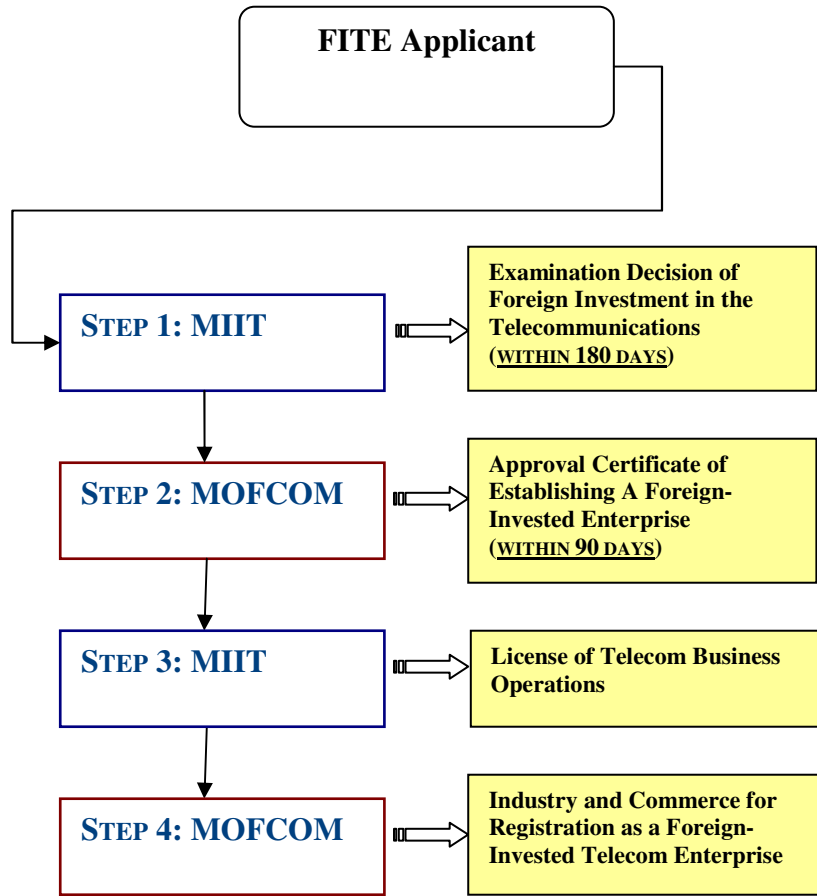 FITE Applicant
STEP 1: MIIT
Examination Decision of
Foreign Investment in the
Telecommunications
(WITHIN 180 DAYS)
STEP 2: MOFCOM
Approval Certificate of
Establishing A Foreign-
Invested Enterprise
(WITHIN 90 DAYS)
STEP 3: MIIT
License of Telecom Business
Operations
STEP 4: MOFCOM
Industry and Commerce for
Registration as a Foreign-
Invested Telecom Enterprise